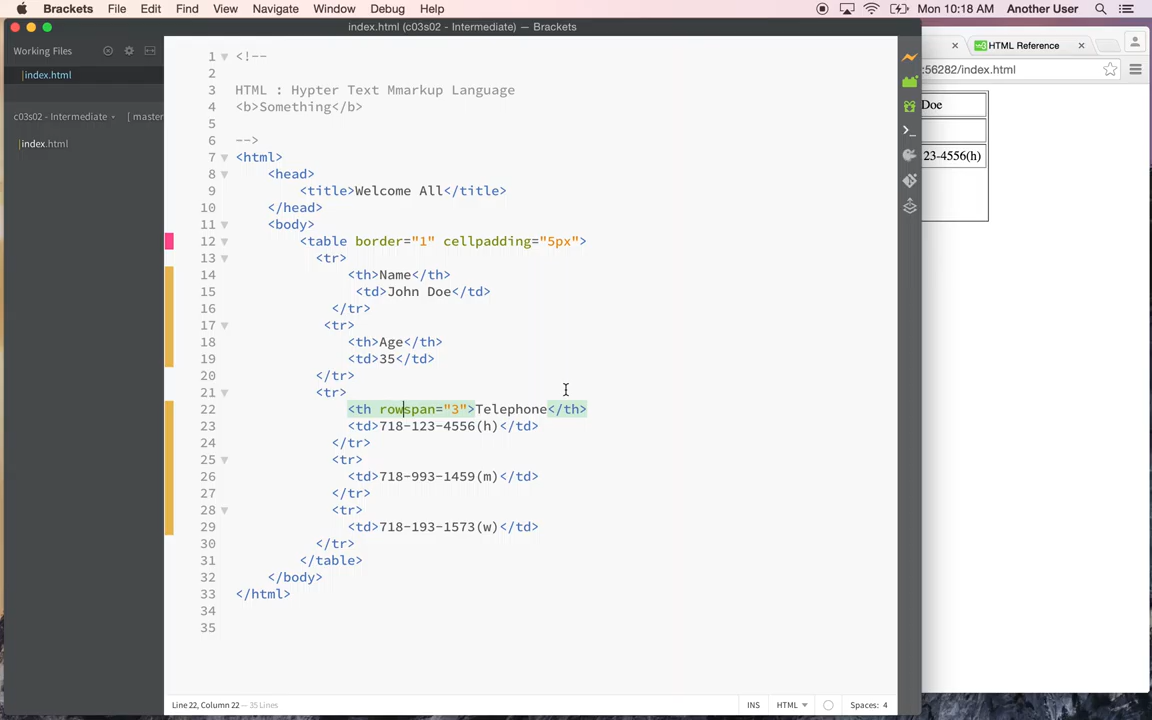 Brackets File Edit Find View Navigate Window Debug Help Mon 10:18 AM Another User
index.html (c03s02 - Intermediate) — Brackets
Working Files
index.html
c03s02 - Intermediate [ master
index.html
1 <!--
2
3 HTML : Hypter Text Mmarkup Language
4 <b>Something</b>
5
6 -->
7 <html>
8 <head>
9 <title>Welcome All</title>
10 </head>
11 <body>
12 <table border="1" cellpadding="5px">
13 <tr>
14 <th>Name</th>
15 <td>John Doe</td>
16 </tr>
17 <tr>
18 <th>Age</th>
19 <td>35</td>
20 </tr>
21 <tr>
22 <th rowspan="3">Telephone</th>
23 <td>718-123-4556(h)</td>
24 </tr>
25 <tr>
26 <td>718-993-1459(m)</td>
27 </tr>
28 <tr>
29 <td>718-193-1573(w)</td>
30 </tr>
31 </table>
32 </body>
33 </html>
34
35
Line 22, Column 22 — 35 Lines INS HTML Spaces: 4
HTML Reference
:56282/index.html
Doe
23-4556(h)